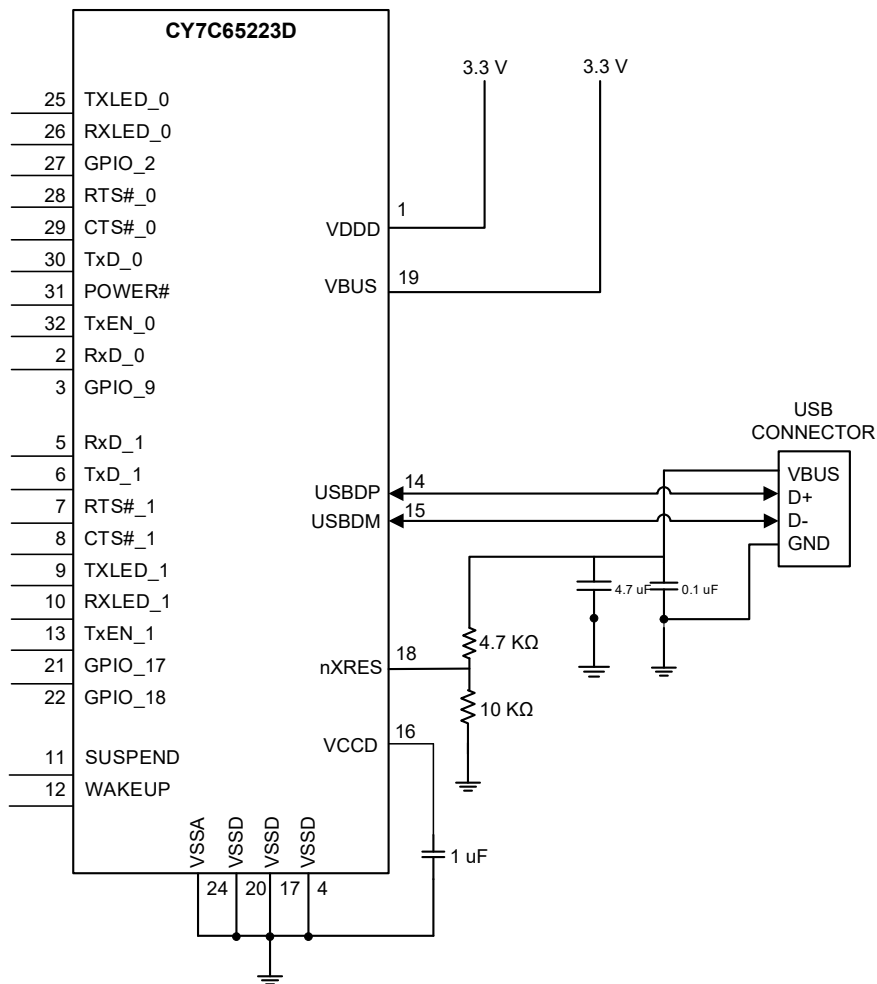 CY7C65223D
3.3 V 3.3 V
25 TXLED_0
26 RXLED_0
27 GPIO_2
28 RTS#_0
29 CTS#_0
30 TxD_0
31 POWER#
32 TxEN_0
2 RxD_0
3 GPIO_9
5 RxD_1
6 TxD_1
7 RTS#_1
8 CTS#_1
9 TXLED_1
10 RXLED_1
13 TxEN_1
21 GPIO_17
22 GPIO_18
11 SUSPEND
12 WAKEUP
VDDD 1
VBUS 19
USBDP 14
USBDM 15
nXRES 18
VCCD 16
VSSA
VSSD
VSSD
VSSD
24 20 17 4
USB
CONNECTOR
VBUS
D+
D-
GND
4.7 uF 0.1 uF
4.7 KΩ
10 KΩ
1 uF